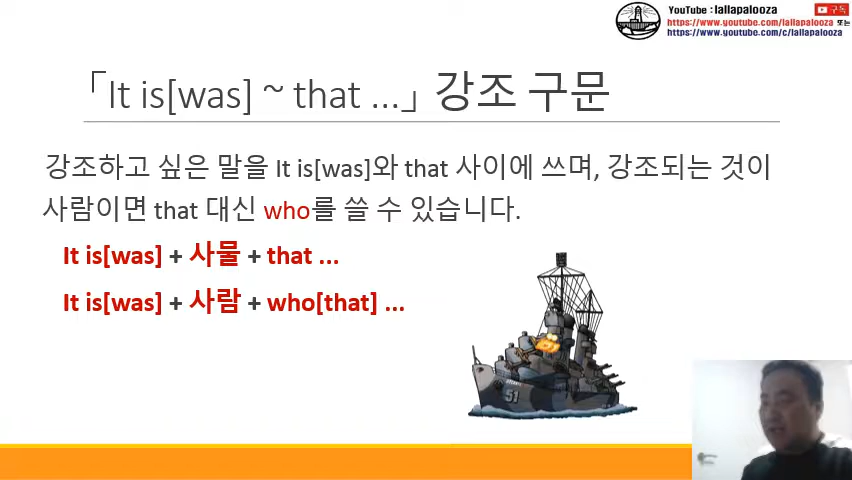 YouTube : lallapalooza 구독
https://www.youtube.com/lallapalooza 또는
https://www.youtube.com/c/lallapalooza
「It is[was] ~ that ...」 강조 구문
강조하고 싶은 말을 It is[was]와 that 사이에 쓰며, 강조되는 것이
사람이면 that 대신 who를 쓸 수 있습니다.
It is[was] + 사물 + that ...
It is[was] + 사람 + who[that] ...
51